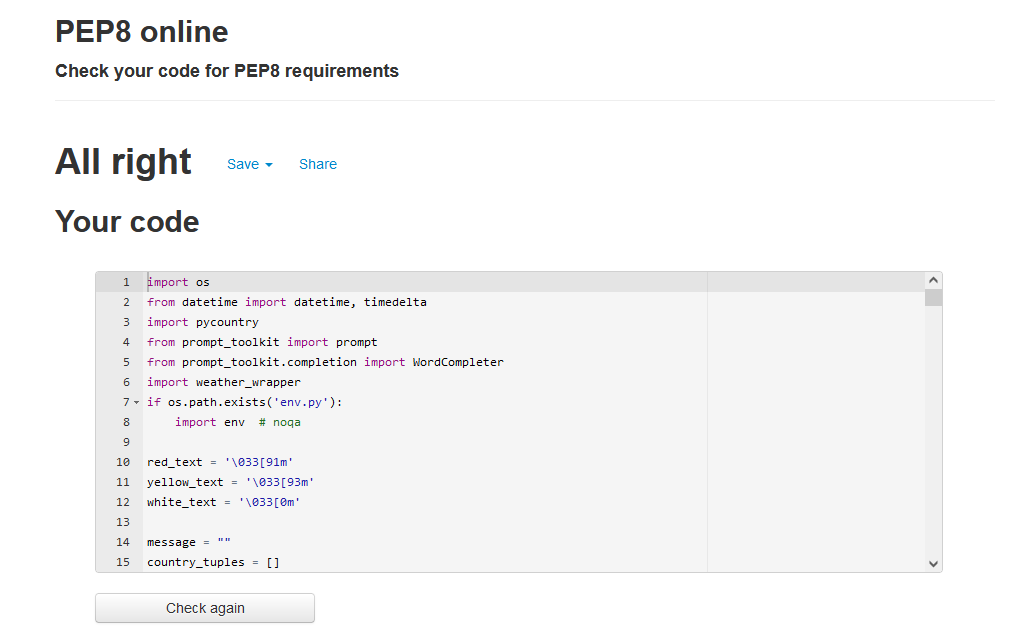 PEP8 online
Check your code for PEP8 requirements
All right Save Share
Your code
1 import os
2 from datetime import datetime, timedelta
3 import pycountry
4 from prompt_toolkit import prompt
5 from prompt_toolkit.completion import WordCompleter
6 import weather_wrapper
7 if os.path.exists('env.py'):
8     import env  # noqa
9
10 red_text = '\033[91m'
11 yellow_text = '\033[93m'
12 white_text = '\033[0m'
13
14 message = ""
15 country_tuples = []
Check again